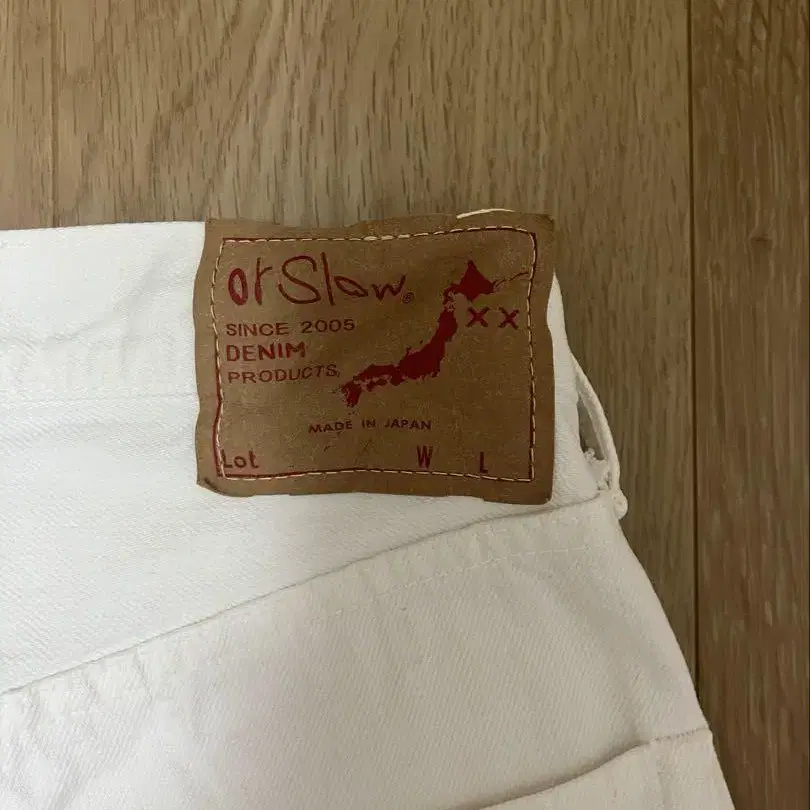 orSlow®
SINCE 2005
XX
DENIM
PRODUCTS
MADE IN JAPAN
Lot W L